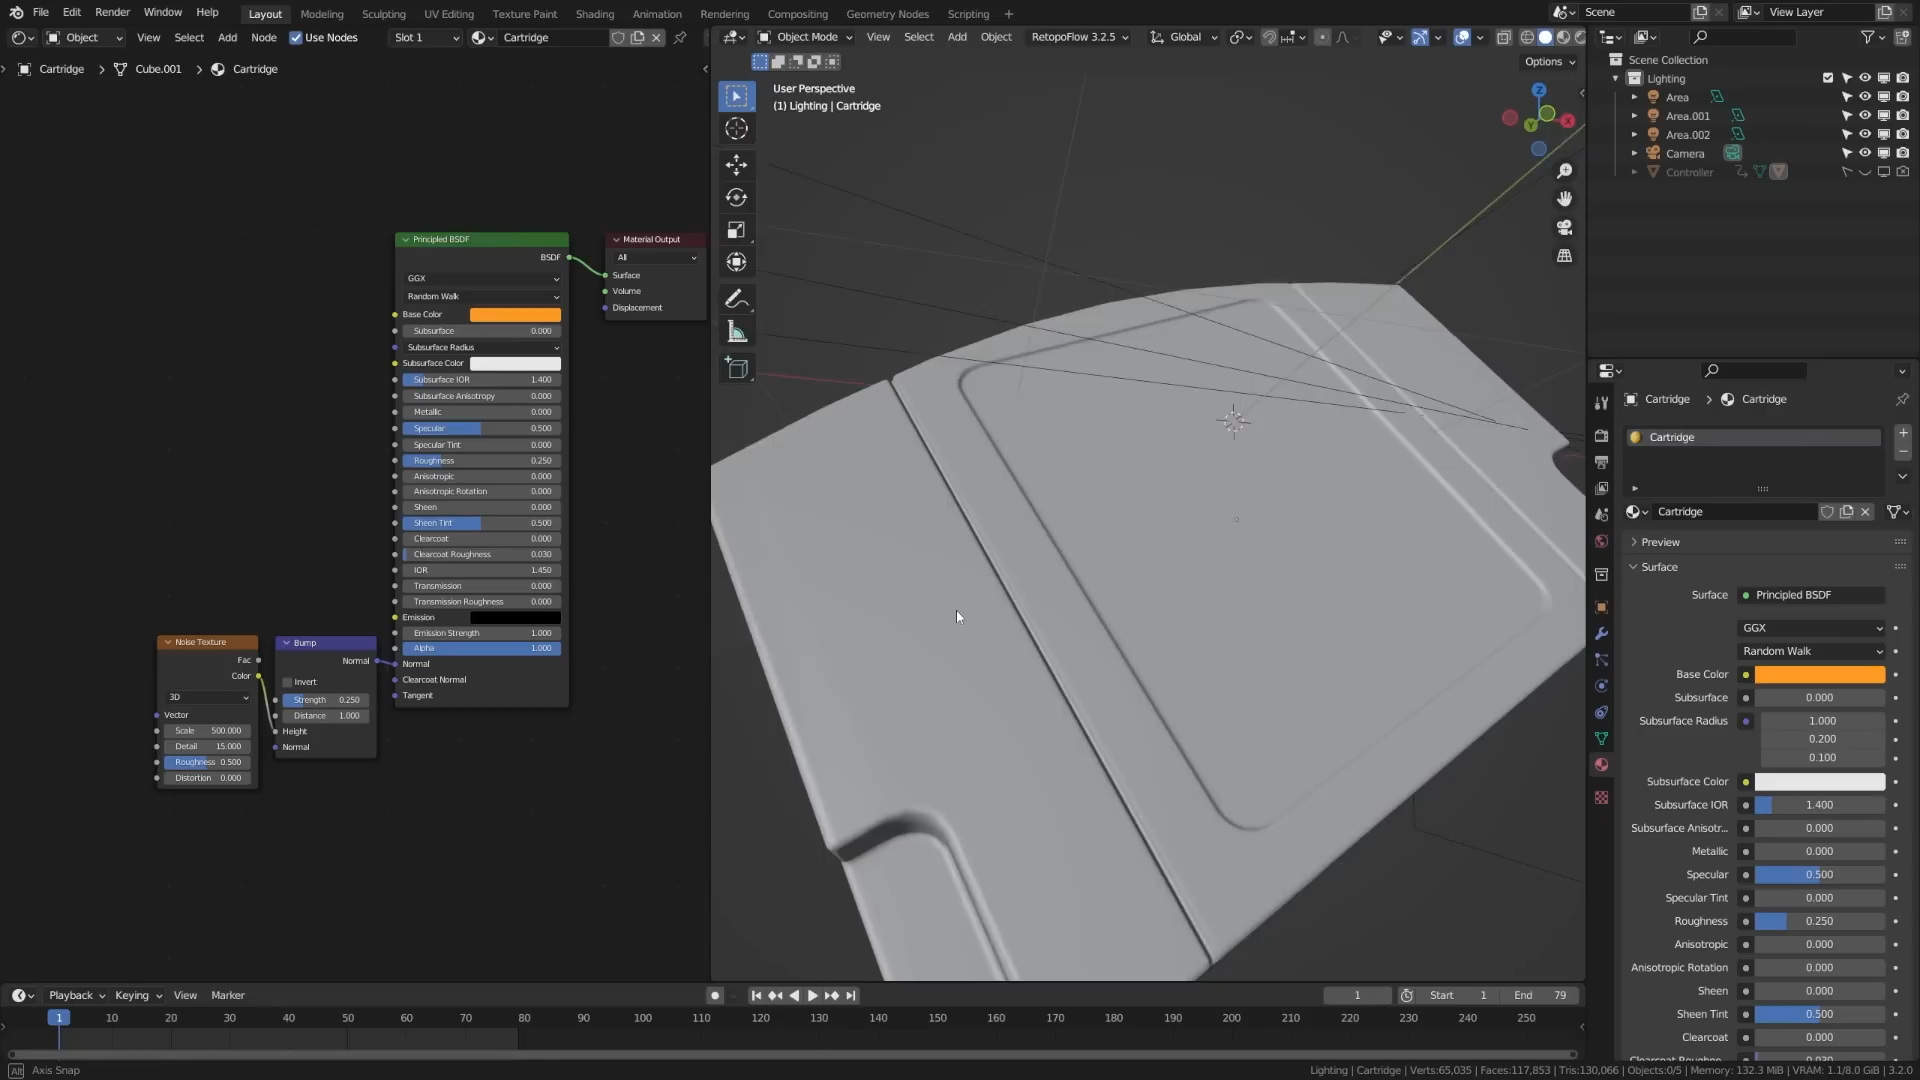 File Edit Render Window Help Layout Modeling Sculpting UV Editing Texture Paint Shading Animation Rendering Compositing Geometry Nodes Scripting + Scene View Layer
Object View Select Add Node Use Nodes Slot 1 Cartridge Object Mode View Select Add Object RetopoFlow 3.2.5 Global
Options
Cartridge > Cube.001 > Cartridge
User Perspective
(1) Lighting | Cartridge
Z
X
Y
Scene Collection
Lighting
Area
Area.001
Area.002
Camera
Controller
Principled BSDF
BSDF
GGX
Random Walk
Base Color
Subsurface 0.000
Subsurface Radius
Subsurface Color
Subsurface IOR 1.400
Subsurface Anisotropy 0.000
Metallic 0.000
Specular 0.500
Specular Tint 0.000
Roughness 0.250
Anisotropic 0.000
Anisotropic Rotation 0.000
Sheen 0.000
Sheen Tint 0.500
Clearcoat 0.000
Clearcoat Roughness 0.030
IOR 1.450
Transmission 0.000
Transmission Roughness 0.000
Emission
Emission Strength 1.000
Alpha 1.000
Normal
Clearcoat Normal
Tangent
Material Output
All
Surface
Volume
Displacement
Noise Texture
Fac
Color
3D
Vector
Scale 500.000
Detail 15.000
Roughness 0.500
Distortion 0.000
Bump
Normal
Invert
Strength 0.250
Distance 1.000
Height
Normal
Cartridge > Cartridge
Cartridge
Cartridge
Preview
Surface
Surface Principled BSDF
GGX
Random Walk
Base Color
Subsurface 0.000
Subsurface Radius 1.000
0.200
0.100
Subsurface Color
Subsurface IOR 1.400
Subsurface Anisotr... 0.000
Metallic 0.000
Specular 0.500
Specular Tint 0.000
Roughness 0.250
Anisotropic 0.000
Anisotropic Rotation 0.000
Sheen 0.000
Sheen Tint 0.500
Clearcoat 0.000
Clearcoat Roughne... 0.030
Playback Keying View Marker 1 Start 1 End 79
1 10 20 30 40 50 60 70 80 90 100 110 120 130 140 150 160 170 180 190 200 210 220 230 240 250
Alt Axis Snap
Lighting | Cartridge | Verts:65,035 | Faces:117,853 | Tris:130,066 | Objects:0/5 | Memory: 132.3 MiB | VRAM: 1.1/8.0 GiB | 3.2.0